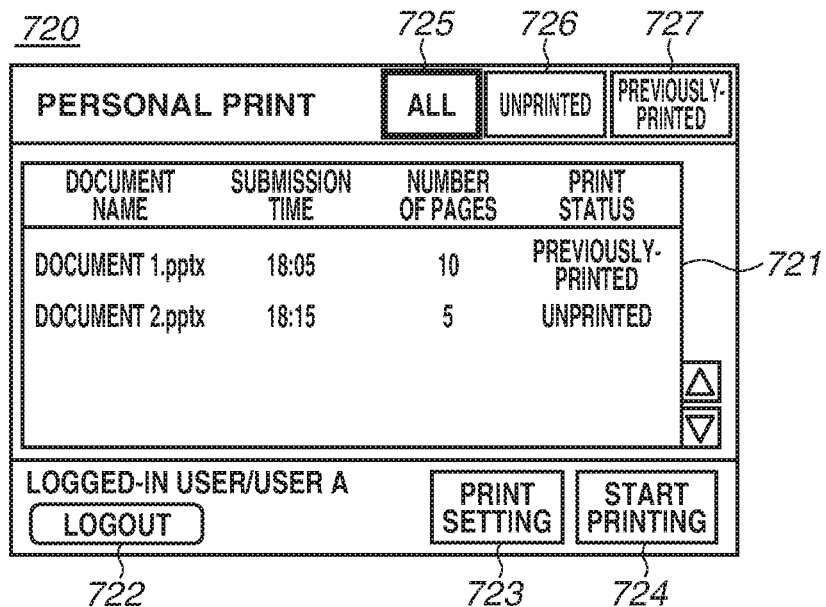 720
725 726 727
PERSONAL PRINT ALL UNPRINTED PREVIOUSLY-
PRINTED
DOCUMENT SUBMISSION NUMBER PRINT
NAME TIME OF PAGES STATUS
DOCUMENT 1.pptx 18:05 10 PREVIOUSLY-
PRINTED
721
DOCUMENT 2.pptx 18:15 5 UNPRINTED
LOGGED-IN USER/USER A PRINT START
LOGOUT SETTING PRINTING
722 723 724